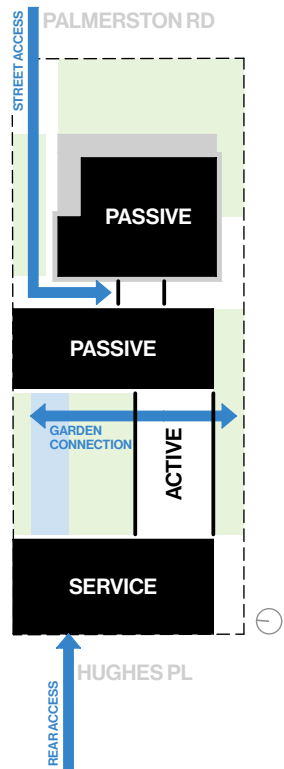 PALMERSTON RD
STREET ACCESS
PASSIVE
PASSIVE
GARDEN
CONNECTION
ACTIVE
SERVICE
HUGHES PL
REAR ACCESS